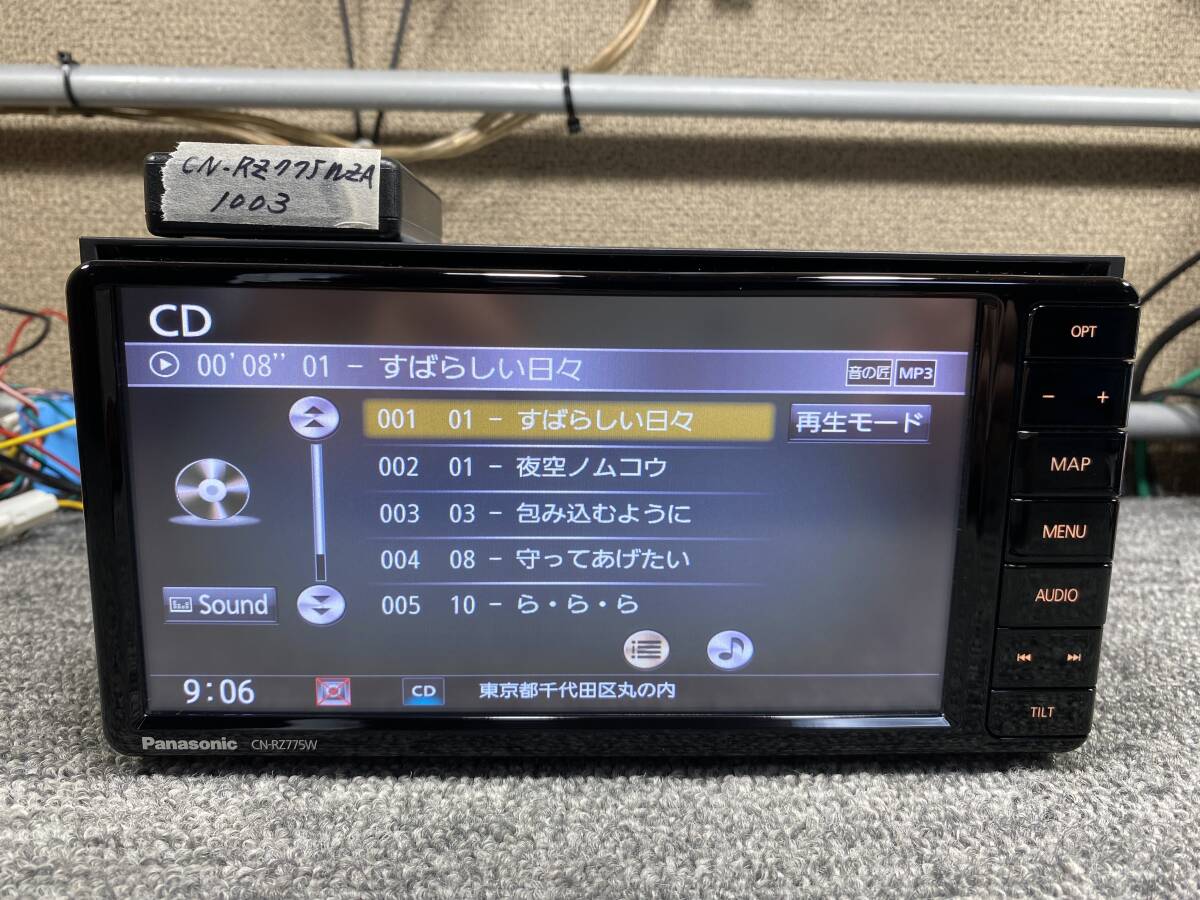 CN-RZ775WZA
1003
CD
00'08" 01 - すばらしい日々
音の匠 MP3
001 01 - すばらしい日々
再生モード
002 01 - 夜空ノムコウ
003 03 - 包み込むように
004 08 - 守ってあげたい
005 10 - ら・ら・ら
Sound
9:06
CD
東京都千代田区丸の内
Panasonic CN-RZ775W
OPT
- +
MAP
MENU
AUDIO
TILT